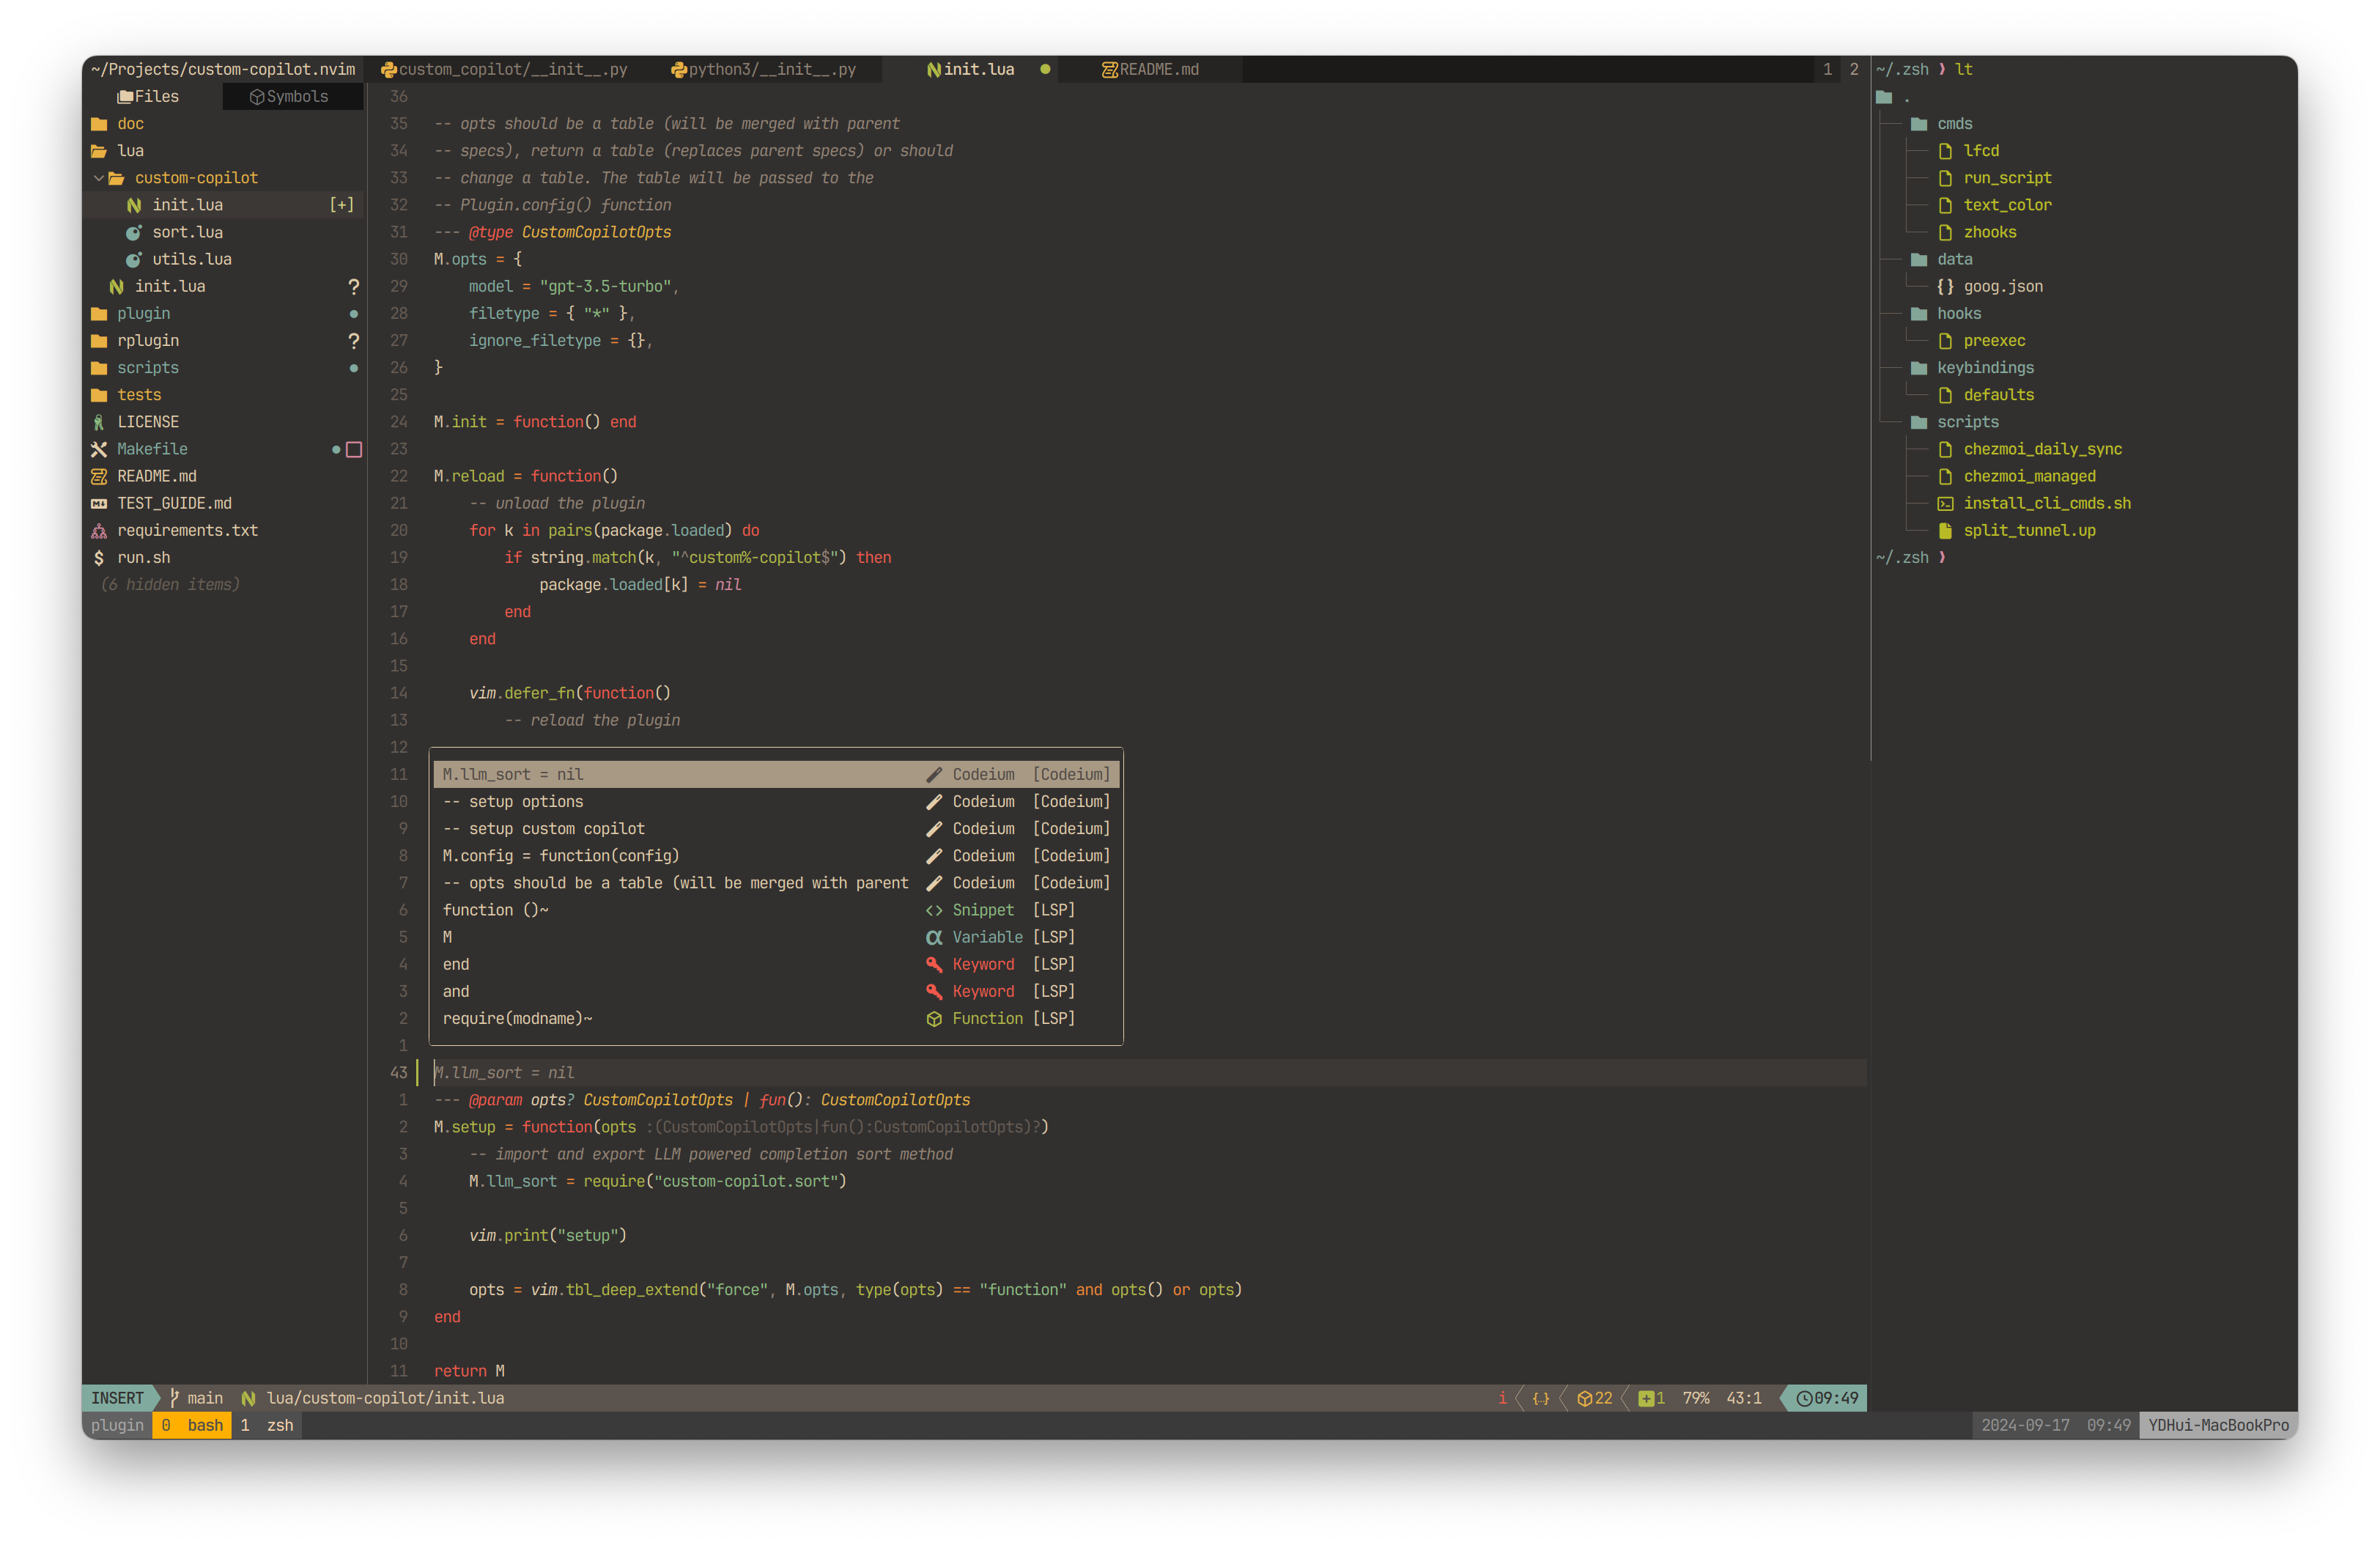 ~/Projects/custom-copilot.nvim
Files Symbols
doc
lua
custom-copilot
init.lua [+]
sort.lua
utils.lua
init.lua ?
plugin
rplugin ?
scripts
tests
LICENSE
Makefile
README.md
TEST_GUIDE.md
requirements.txt
$ run.sh
(6 hidden items)
custom_copilot/__init__.py python3/__init__.py init.lua README.md 1 2
36
35 -- opts should be a table (will be merged with parent
34 -- specs), return a table (replaces parent specs) or should
33 -- change a table. The table will be passed to the
32 -- Plugin.config() function
31 --- @type CustomCopilotOpts
30 M.opts = {
29 model = "gpt-3.5-turbo",
28 filetype = { "*" },
27 ignore_filetype = {},
26 }
25
24 M.init = function() end
23
22 M.reload = function()
21 -- unload the plugin
20 for k in pairs(package.loaded) do
19 if string.match(k, "^custom%-copilot$") then
18 package.loaded[k] = nil
17 end
16 end
15
14 vim.defer_fn(function()
13 -- reload the plugin
12
11 M.llm_sort = nil Codeium [Codeium]
10 -- setup options Codeium [Codeium]
9 -- setup custom copilot Codeium [Codeium]
8 M.config = function(config) Codeium [Codeium]
7 -- opts should be a table (will be merged with parent Codeium [Codeium]
6 function ()~ <> Snippet [LSP]
5 M α Variable [LSP]
4 end Keyword [LSP]
3 and Keyword [LSP]
2 require(modname)~ Function [LSP]
1
43 M.llm_sort = nil
1 --- @param opts? CustomCopilotOpts | fun(): CustomCopilotOpts
2 M.setup = function(opts :(CustomCopilotOpts|fun():CustomCopilotOpts)?)
3 -- import and export LLM powered completion sort method
4 M.llm_sort = require("custom-copilot.sort")
5
6 vim.print("setup")
7
8 opts = vim.tbl_deep_extend("force", M.opts, type(opts) == "function" and opts() or opts)
9 end
10
11 return M
INSERT main lua/custom-copilot/init.lua i {..} 22 +1 79% 43:1 09:49
~/.zsh ❱ lt
.
cmds
lfcd
run_script
text_color
zhooks
data
{} goog.json
hooks
preexec
keybindings
defaults
scripts
chezmoi_daily_sync
chezmoi_managed
install_cli_cmds.sh
split_tunnel.up
~/.zsh ❱
plugin 0 bash 1 zsh 2024-09-17 09:49 YDHui-MacBookPro